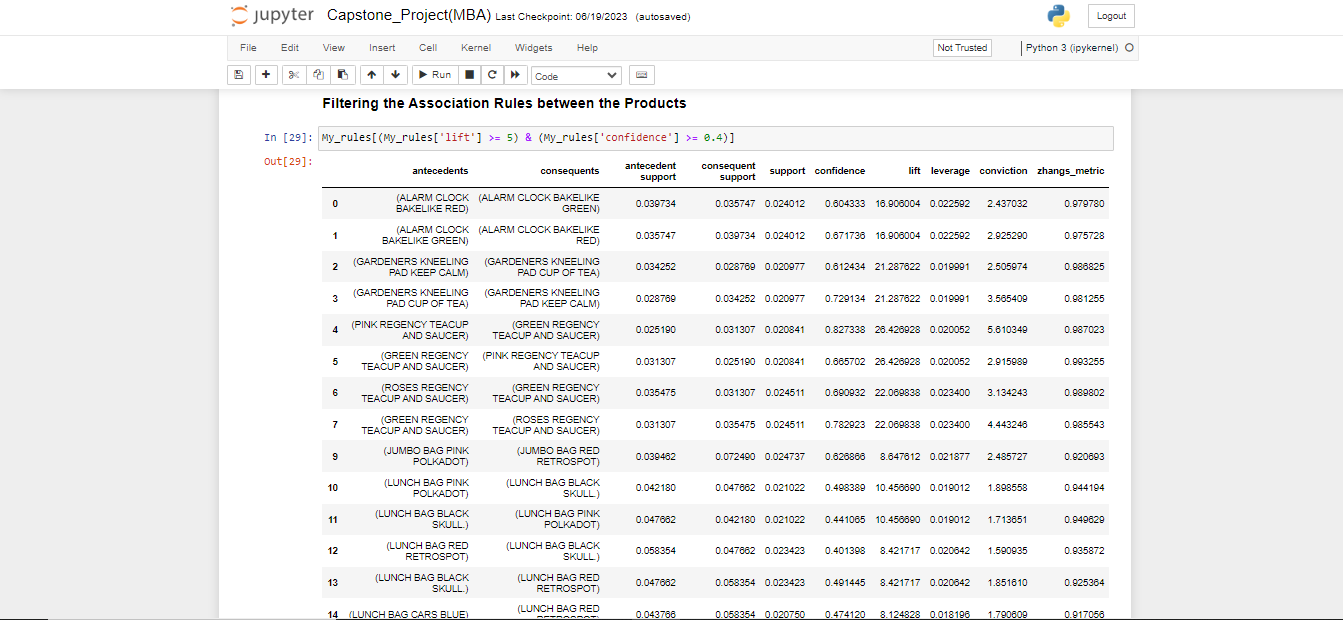 jupyter Capstone_Project(MBA) Last Checkpoint: 06/19/2023 (autosaved) Logout
File Edit View Insert Cell Kernel Widgets Help Not Trusted Python 3 (ipykernel)
Run Code
Filtering the Association Rules between the Products
In [29]: My_rules[(My_rules['lift'] >= 5) & (My_rules['confidence'] >= 0.4)]
Out[29]:
antecedents consequents antecedent support consequent support support confidence lift leverage conviction zhangs_metric
0 (ALARM CLOCK BAKELIKE RED) (ALARM CLOCK BAKELIKE GREEN) 0.039734 0.035747 0.024012 0.604333 16.906004 0.022592 2.437032 0.979780
1 (ALARM CLOCK BAKELIKE GREEN) (ALARM CLOCK BAKELIKE RED) 0.035747 0.039734 0.024012 0.671736 16.906004 0.022592 2.925290 0.975728
2 (GARDENERS KNEELING PAD KEEP CALM) (GARDENERS KNEELING PAD CUP OF TEA) 0.034252 0.028769 0.020977 0.612434 21.287622 0.019991 2.505974 0.986825
3 (GARDENERS KNEELING PAD CUP OF TEA) (GARDENERS KNEELING PAD KEEP CALM) 0.028769 0.034252 0.020977 0.729134 21.287622 0.019991 3.565409 0.981255
4 (PINK REGENCY TEACUP AND SAUCER) (GREEN REGENCY TEACUP AND SAUCER) 0.025190 0.031307 0.020841 0.827338 26.426928 0.020052 5.610349 0.987023
5 (GREEN REGENCY TEACUP AND SAUCER) (PINK REGENCY TEACUP AND SAUCER) 0.031307 0.025190 0.020841 0.665702 26.426928 0.020052 2.915989 0.993255
6 (ROSES REGENCY TEACUP AND SAUCER) (GREEN REGENCY TEACUP AND SAUCER) 0.035475 0.031307 0.024511 0.690932 22.069838 0.023400 3.134243 0.989802
7 (GREEN REGENCY TEACUP AND SAUCER) (ROSES REGENCY TEACUP AND SAUCER) 0.031307 0.035475 0.024511 0.782923 22.069838 0.023400 4.443246 0.985543
9 (JUMBO BAG PINK POLKADOT) (JUMBO BAG RED RETROSPOT) 0.039462 0.072490 0.024737 0.626866 8.647612 0.021877 2.485727 0.920693
10 (LUNCH BAG PINK POLKADOT) (LUNCH BAG BLACK SKULL.) 0.042180 0.047662 0.021022 0.498389 10.456690 0.019012 1.898558 0.944194
11 (LUNCH BAG BLACK SKULL.) (LUNCH BAG PINK POLKADOT) 0.047662 0.042180 0.021022 0.441065 10.456690 0.019012 1.713651 0.949629
12 (LUNCH BAG RED RETROSPOT) (LUNCH BAG BLACK SKULL.) 0.058354 0.047662 0.023423 0.401398 8.421717 0.020642 1.590935 0.935872
13 (LUNCH BAG BLACK SKULL.) (LUNCH BAG RED RETROSPOT) 0.047662 0.058354 0.023423 0.491445 8.421717 0.020642 1.851610 0.925364
14 (LUNCH BAG CARS BLUE) (LUNCH BAG RED 0.043766 0.058354 0.020750 0.474120 8.124828 0.018196 1.790609 0.917056